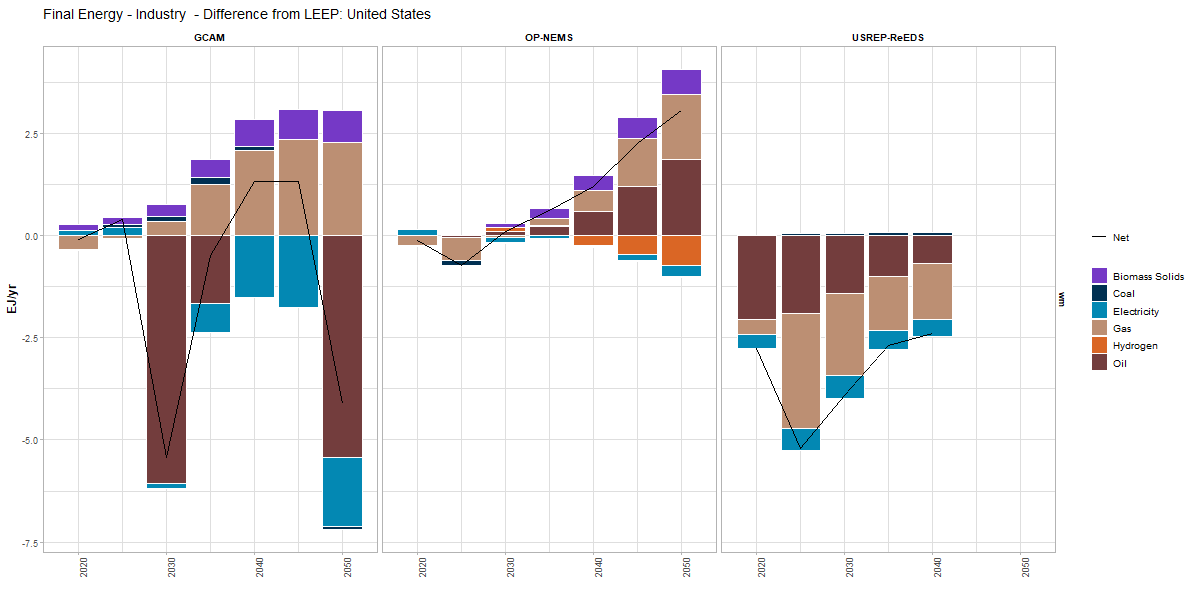 Final Energy - Industry  - Difference from LEEP: United States
GCAM
OP-NEMS
USREP-ReEDS
EJ/yr
2.5
0.0
-2.5
-5.0
-7.5
2020
2030
2040
2050
2020
2030
2040
2050
2020
2030
2040
2050
wm
Net
Biomass Solids
Coal
Electricity
Gas
Hydrogen
Oil